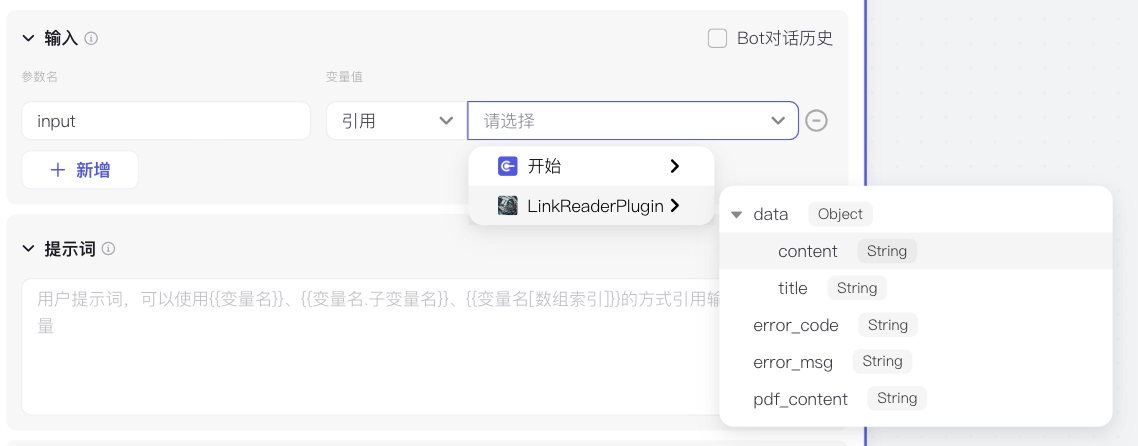 输入
Bot对话历史
参数名 变量值
input 引用 请选择
新增
开始
LinkReaderPlugin
data Object
content String
title String
error_code String
error_msg String
pdf_content String
提示词
用户提示词，可以使用{{变量名}}、{{变量名.子变量名}}、{{变量名[数组索引]}}的方式引用输
量